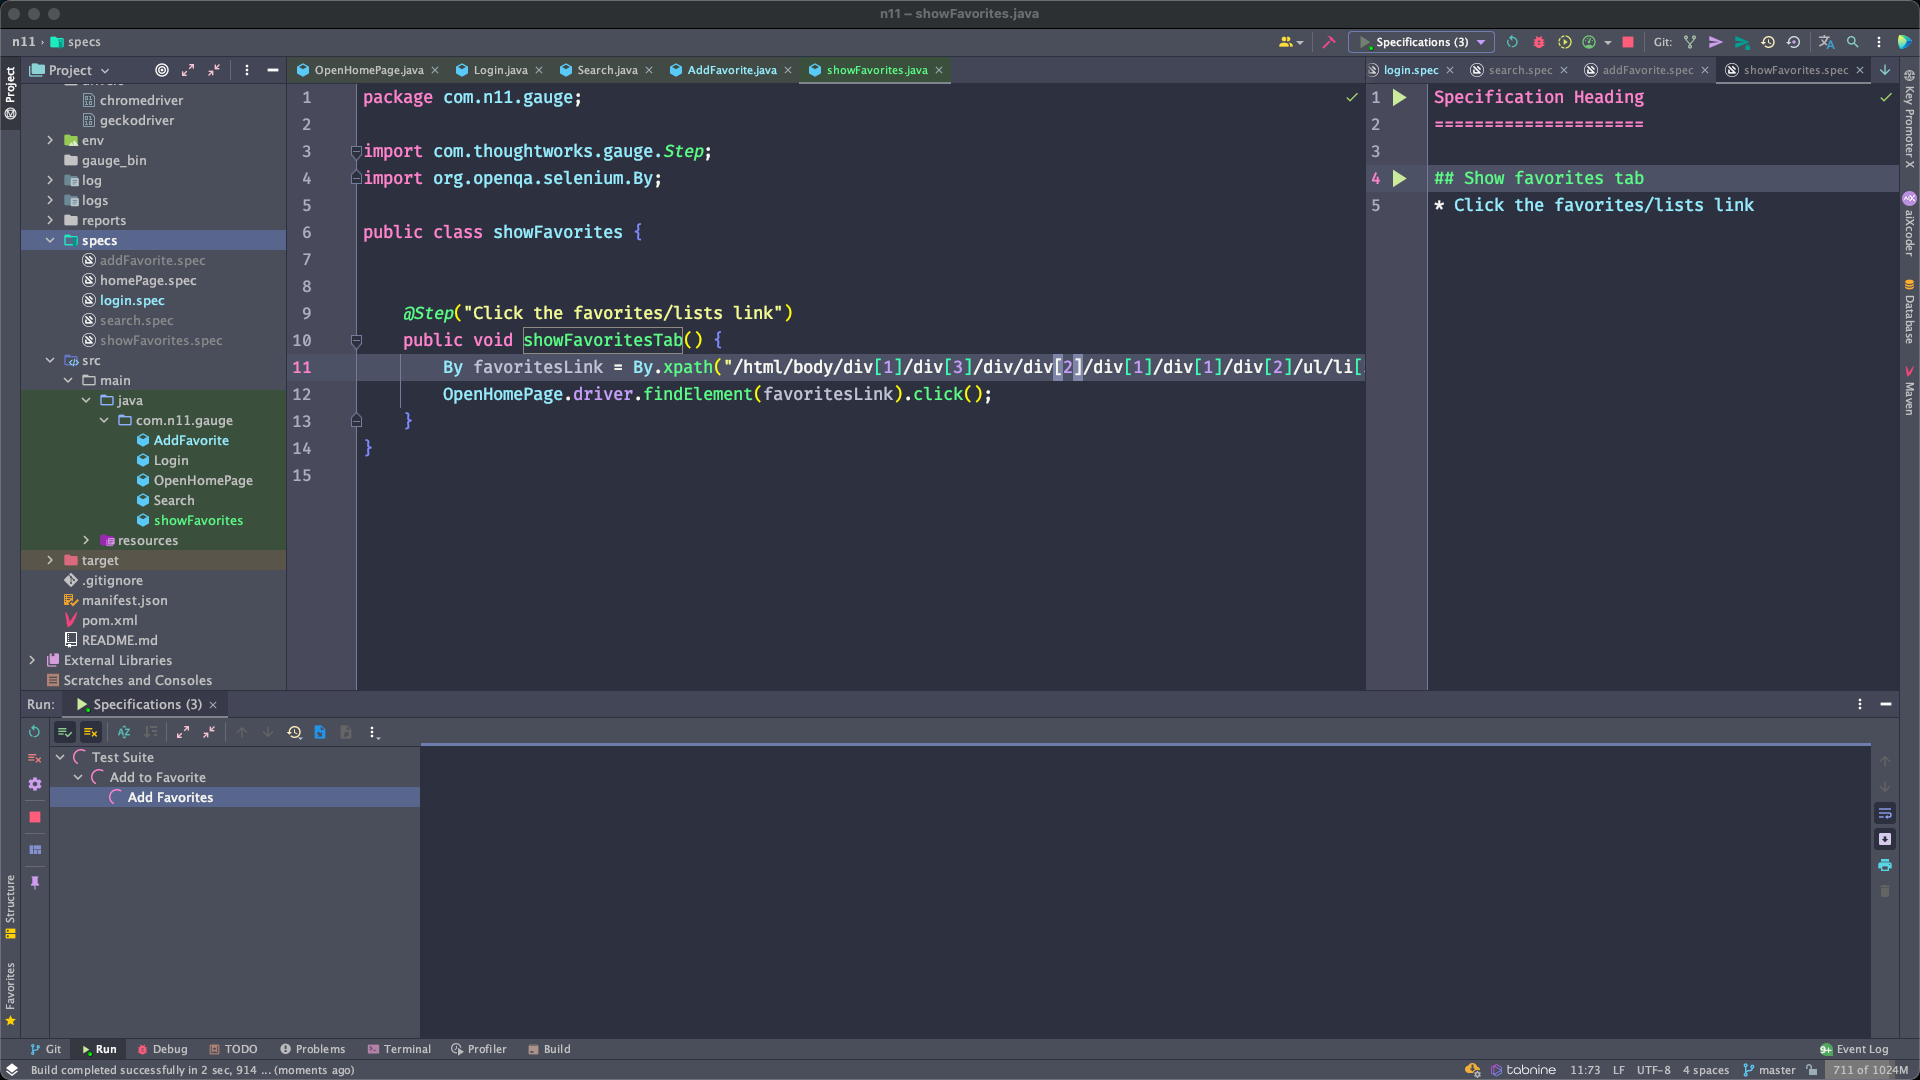 n11 – showFavorites.java
n11 › specs
Specifications (3)
Git:
Project
OpenHomePage.java
Login.java
Search.java
AddFavorite.java
showFavorites.java
login.spec
search.spec
addFavorite.spec
showFavorites.spec
Project
chromedriver
geckodriver
env
gauge_bin
log
logs
reports
specs
addFavorite.spec
homePage.spec
login.spec
search.spec
showFavorites.spec
src
main
java
com.n11.gauge
AddFavorite
Login
OpenHomePage
Search
showFavorites
resources
target
.gitignore
manifest.json
pom.xml
README.md
External Libraries
Scratches and Consoles
1 package com.n11.gauge;
2
3 import com.thoughtworks.gauge.Step;
4 import org.openqa.selenium.By;
5
6 public class showFavorites {
7
8
9 @Step("Click the favorites/lists link")
10 public void showFavoritesTab() {
11 By favoritesLink = By.xpath("/html/body/div[1]/div[3]/div/div[2]/div[1]/div[1]/div[2]/ul/li[
12 OpenHomePage.driver.findElement(favoritesLink).click();
13 }
14 }
15
1 Specification Heading
2 =====================
3
4 ## Show favorites tab
5 * Click the favorites/lists link
Key Promoter X
aiXcoder
Database
Maven
Run:
Specifications (3)
Test Suite
Add to Favorite
Add Favorites
Structure
Favorites
Git
Run
Debug
TODO
Problems
Terminal
Profiler
Build
9+ Event Log
Build completed successfully in 2 sec, 914 ... (moments ago)
tabnine
11:73
LF
UTF-8
4 spaces
master
711 of 1024M